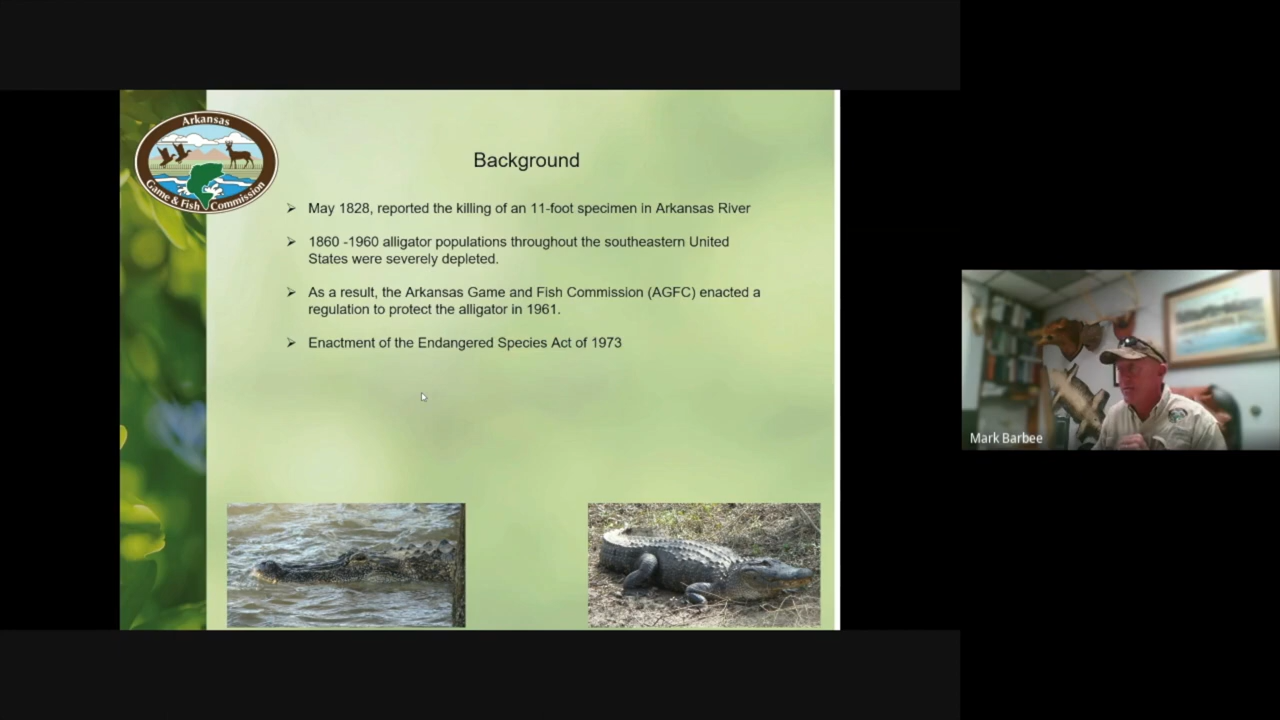 Arkansas
Game & Fish Commission
Background
May 1828, reported the killing of an 11-foot specimen in Arkansas River
1860 -1960 alligator populations throughout the southeastern United
States were severely depleted.
As a result, the Arkansas Game and Fish Commission (AGFC) enacted a
regulation to protect the alligator in 1961.
Enactment of the Endangered Species Act of 1973
Mark Barbee